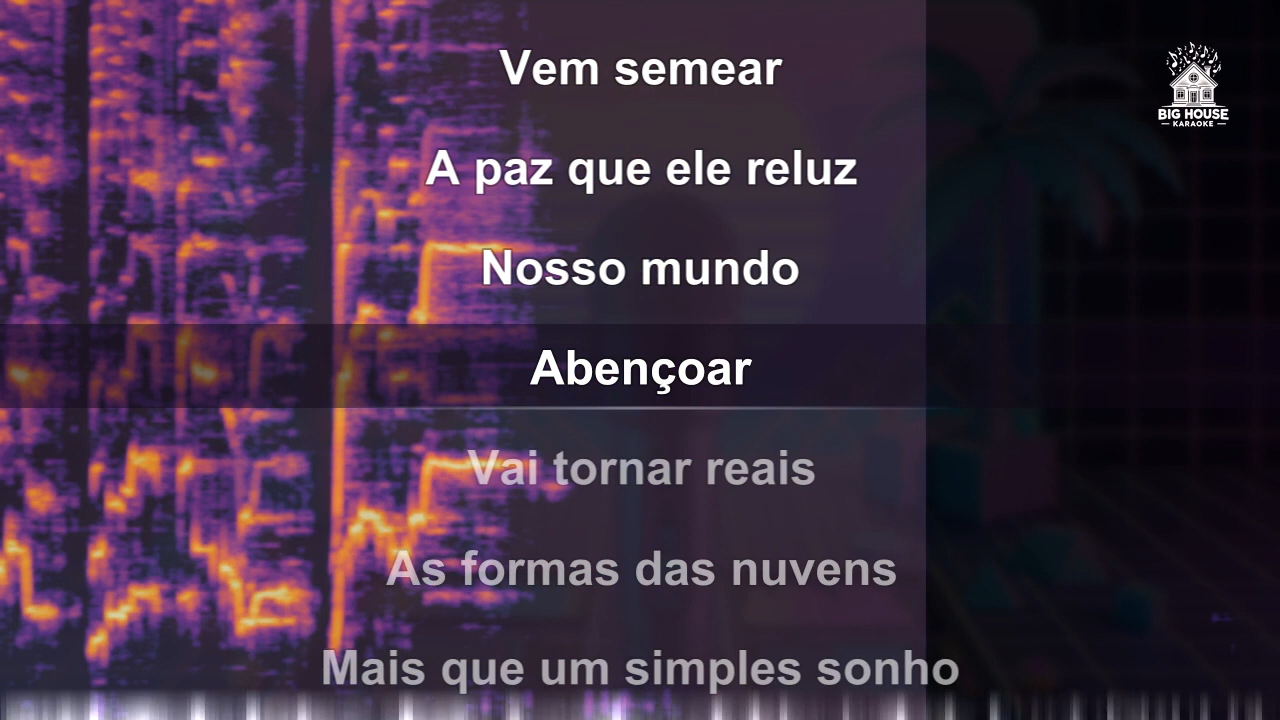 Vem semear
A paz que ele reluz
Nosso mundo
Abençoar
Vai tornar reais
As formas das nuvens
Mais que um simples sonho
BIG HOUSE
KARAOKE